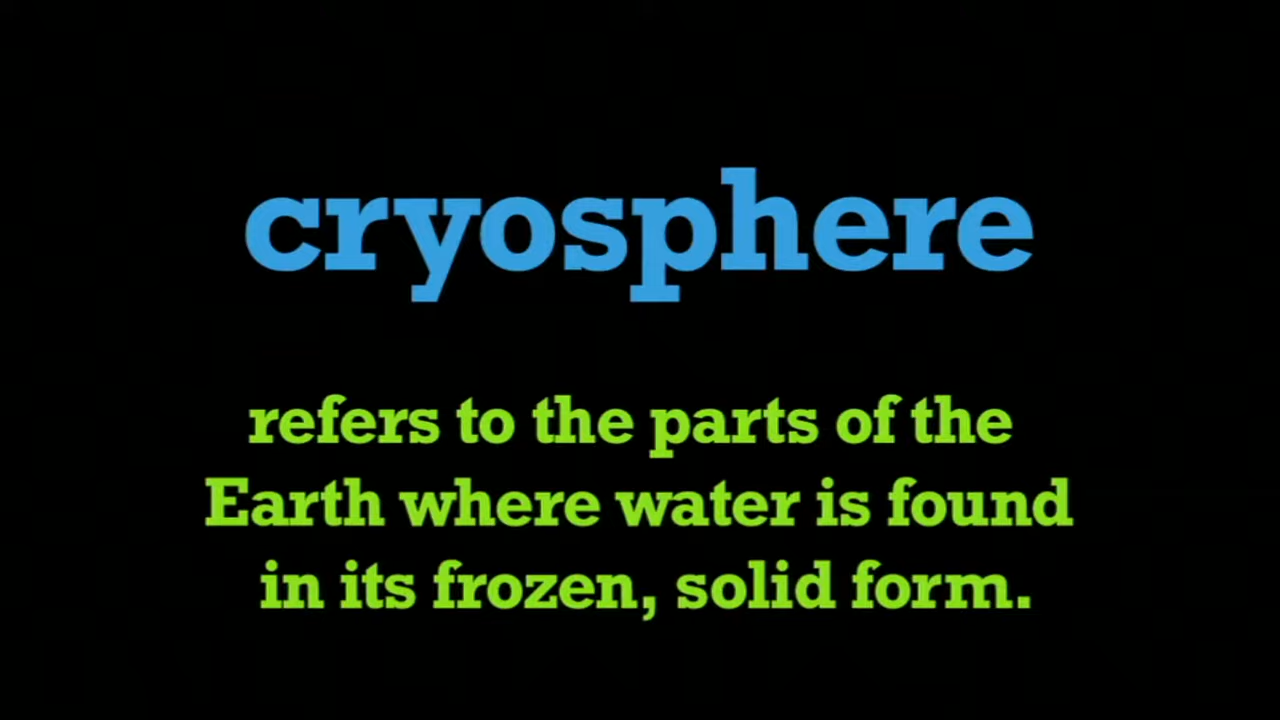 cryosphere
refers to the parts of the
Earth where water is found
in its frozen, solid form.